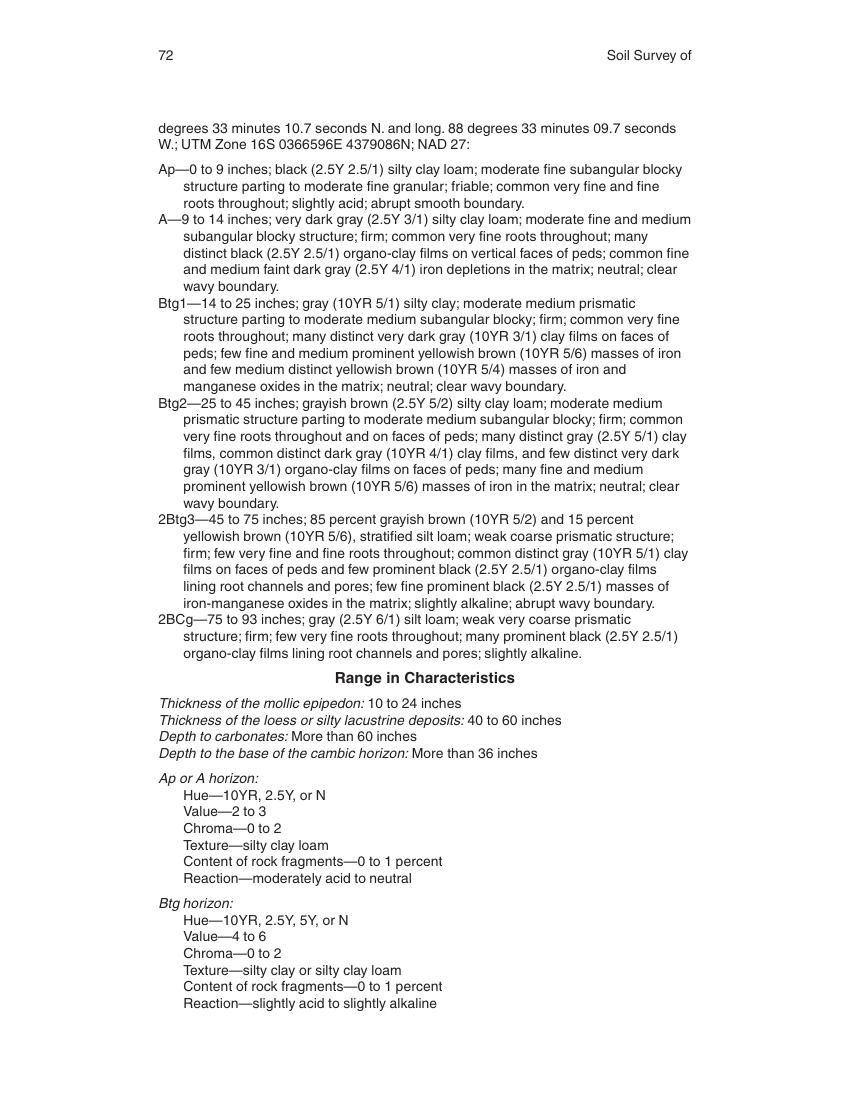 72
Soil Survey of
degrees 33 minutes 10.7 seconds N. and long. 88 degrees 33 minutes 09.7 seconds
W.; UTM Zone 16S 0366596E 4379086N; NAD 27:
Ap—0 to 9 inches; black (2.5Y 2.5/1) silty clay loam; moderate fine subangular blocky
structure parting to moderate fine granular; friable; common very fine and fine
roots throughout; slightly acid; abrupt smooth boundary.
A—9 to 14 inches; very dark gray (2.5Y 3/1) silty clay loam; moderate fine and medium
subangular blocky structure; firm; common very fine roots throughout; many
distinct black (2.5Y 2.5/1) organo-clay films on vertical faces of peds; common fine
and medium faint dark gray (2.5Y 4/1) iron depletions in the matrix; neutral; clear
wavy boundary.
Btg1—14 to 25 inches; gray (10YR 5/1) silty clay; moderate medium prismatic
structure parting to moderate medium subangular blocky; firm; common very fine
roots throughout; many distinct very dark gray (10YR 3/1) clay films on faces of
peds; few fine and medium prominent yellowish brown (10YR 5/6) masses of iron
and few medium distinct yellowish brown (10YR 5/4) masses of iron and
manganese oxides in the matrix; neutral; clear wavy boundary.
Btg2—25 to 45 inches; grayish brown (2.5Y 5/2) silty clay loam; moderate medium
prismatic structure parting to moderate medium subangular blocky; firm; common
very fine roots throughout and on faces of peds; many distinct gray (2.5Y 5/1) clay
films, common distinct dark gray (10YR 4/1) clay films, and few distinct very dark
gray (10YR 3/1) organo-clay films on faces of peds; many fine and medium
prominent yellowish brown (10YR 5/6) masses of iron in the matrix; neutral; clear
wavy boundary.
2Btg3—45 to 75 inches; 85 percent grayish brown (10YR 5/2) and 15 percent
yellowish brown (10YR 5/6), stratified silt loam; weak coarse prismatic structure;
firm; few very fine and fine roots throughout; common distinct gray (10YR 5/1) clay
films on faces of peds and few prominent black (2.5Y 2.5/1) organo-clay films
lining root channels and pores; few fine prominent black (2.5Y 2.5/1) masses of
iron-manganese oxides in the matrix; slightly alkaline; abrupt wavy boundary.
2BCg—75 to 93 inches; gray (2.5Y 6/1) silt loam; weak very coarse prismatic
structure; firm; few very fine roots throughout; many prominent black (2.5Y 2.5/1)
organo-clay films lining root channels and pores; slightly alkaline.
Range in Characteristics
Thickness of the mollic epipedon: 10 to 24 inches
Thickness of the loess or silty lacustrine deposits: 40 to 60 inches
Depth to carbonates: More than 60 inches
Depth to the base of the cambic horizon: More than 36 inches
Ap or A horizon:
Hue—10YR, 2.5Y, or N
Value—2 to 3
Chroma—0 to 2
Texture—silty clay loam
Content of rock fragments—0 to 1 percent
Reaction—moderately acid to neutral
Btg horizon:
Hue—10YR, 2.5Y, 5Y, or N
Value—4 to 6
Chroma—0 to 2
Texture—silty clay or silty clay loam
Content of rock fragments—0 to 1 percent
Reaction—slightly acid to slightly alkaline